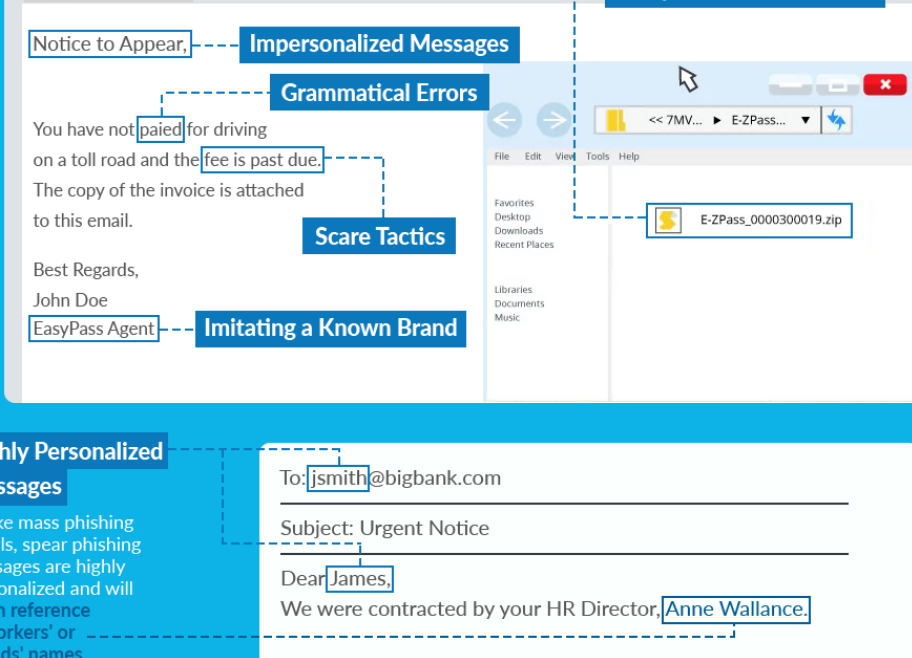 Notice to Appear,
Impersonalized Messages
Grammatical Errors
You have not paied for driving
on a toll road and the fee is past due.
The copy of the invoice is attached
to this email.
Scare Tactics
Best Regards,
John Doe
EasyPass Agent
Imitating a Known Brand
<< 7MV... ▶ E-ZPass... ▼
File Edit View Tools Help
Favorites
Desktop
Downloads
Recent Places
Libraries
Documents
Music
E-ZPass_0000300019.zip
hly Personalized
ssages
ke mass phishing
ls, spear phishing
sages are highly
onalized and will
n reference
orkers' or
ds' names
To: jsmith@bigbank.com
Subject: Urgent Notice
Dear James,
We were contracted by your HR Director, Anne Wallance.